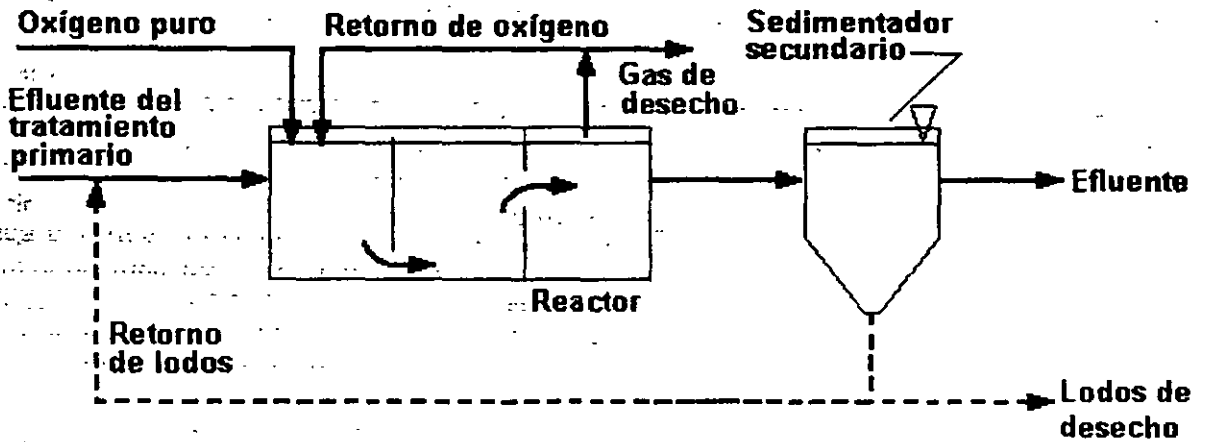 Oxígeno puro
Retorno de oxígeno
Sedimentador
secundario
Gas de
desecho
Efluente del
tratamiento
primario
Efluente
Reactor
Retorno
de lodos
Lodos de
desecho